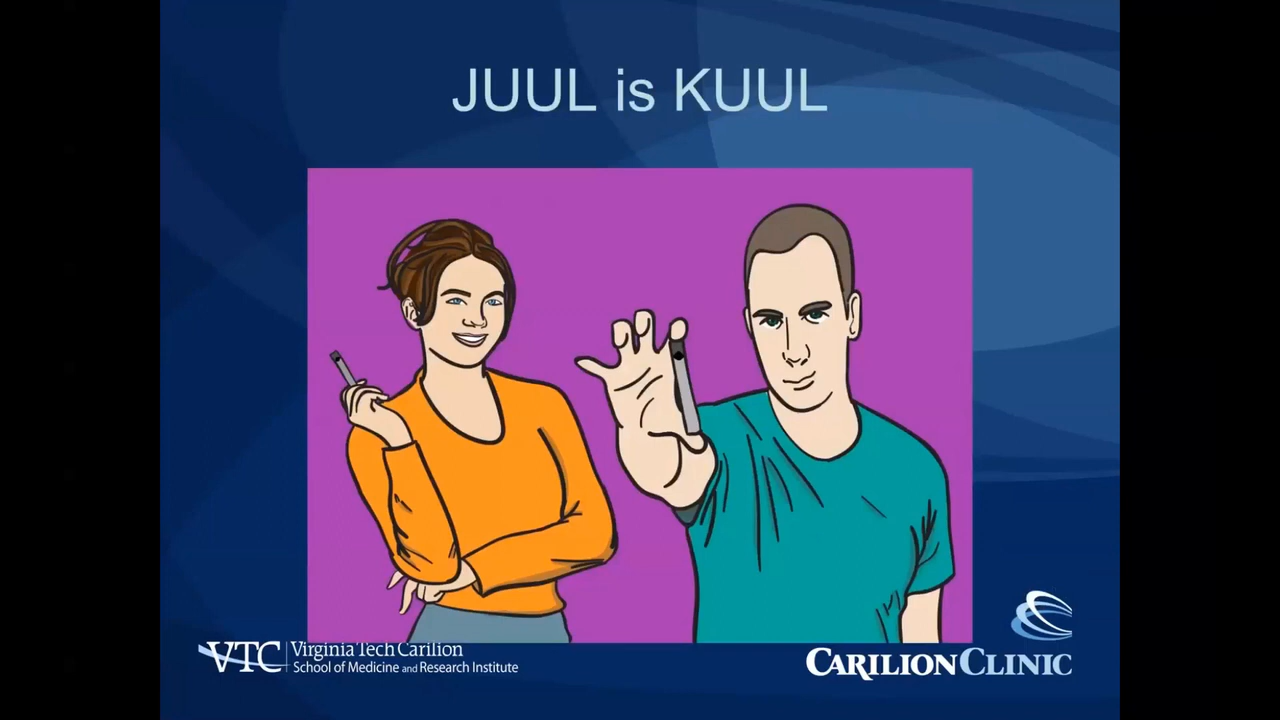 JUUL is KUUL
VTC
Virginia Tech Carilion
School of Medicine and Research Institute
CARILION CLINIC